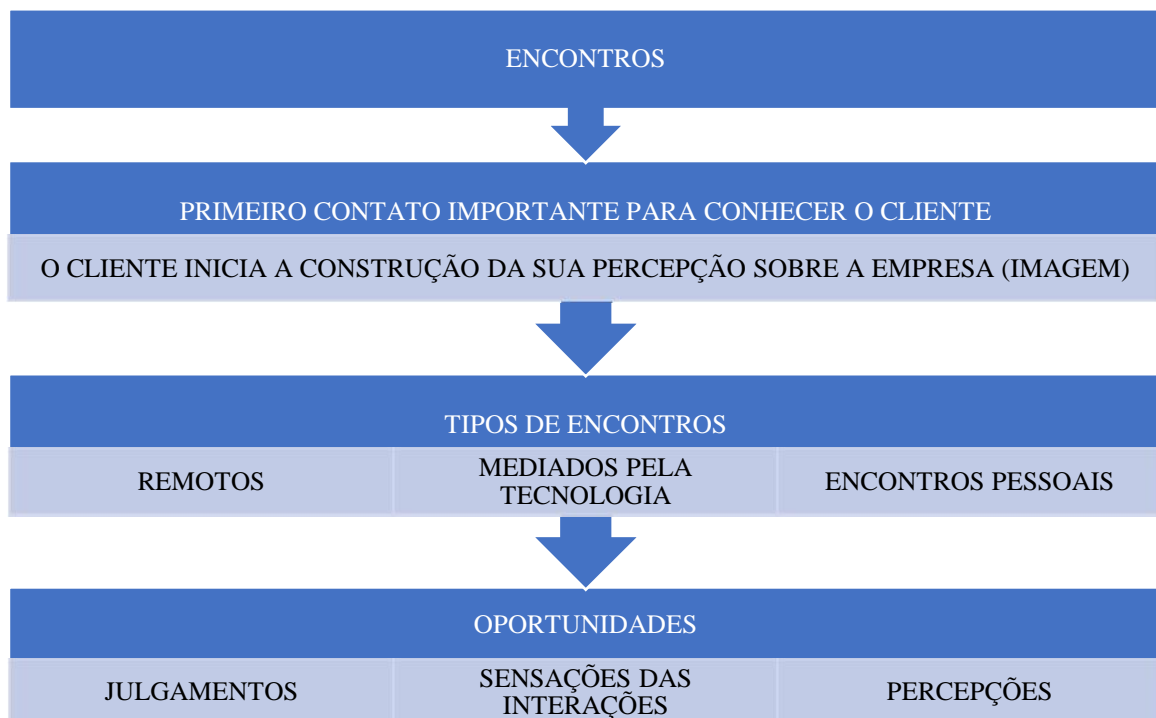 ENCONTROS
PRIMEIRO CONTATO IMPORTANTE PARA CONHECER O CLIENTE
O CLIENTE INICIA A CONSTRUÇÃO DA SUA PERCEPÇÃO SOBRE A EMPRESA (IMAGEM)
TIPOS DE ENCONTROS
REMOTOS
MEDIADOS PELA
TECNOLOGIA
ENCONTROS PESSOAIS
OPORTUNIDADES
JULGAMENTOS
SENSAÇÕES DAS
INTERAÇÕES
PERCEPÇÕES